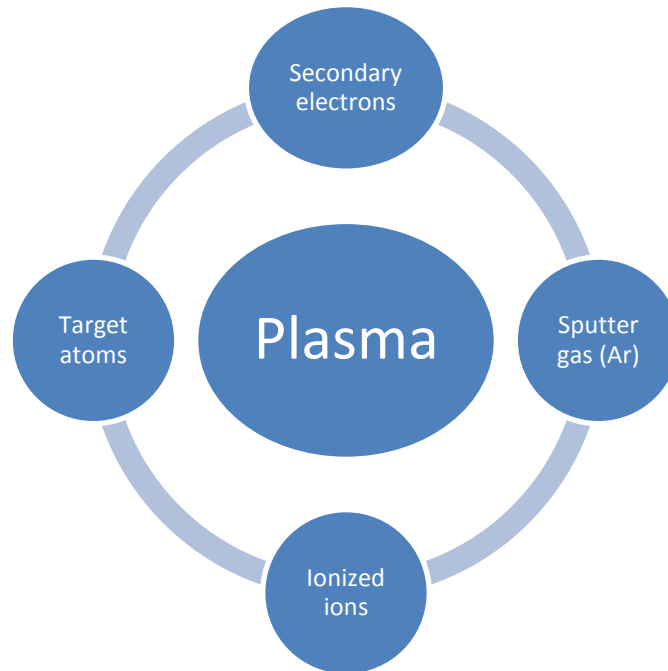 Secondary
electrons
Target
atoms
Plasma
Sputter
gas (Ar)
Ionized
ions